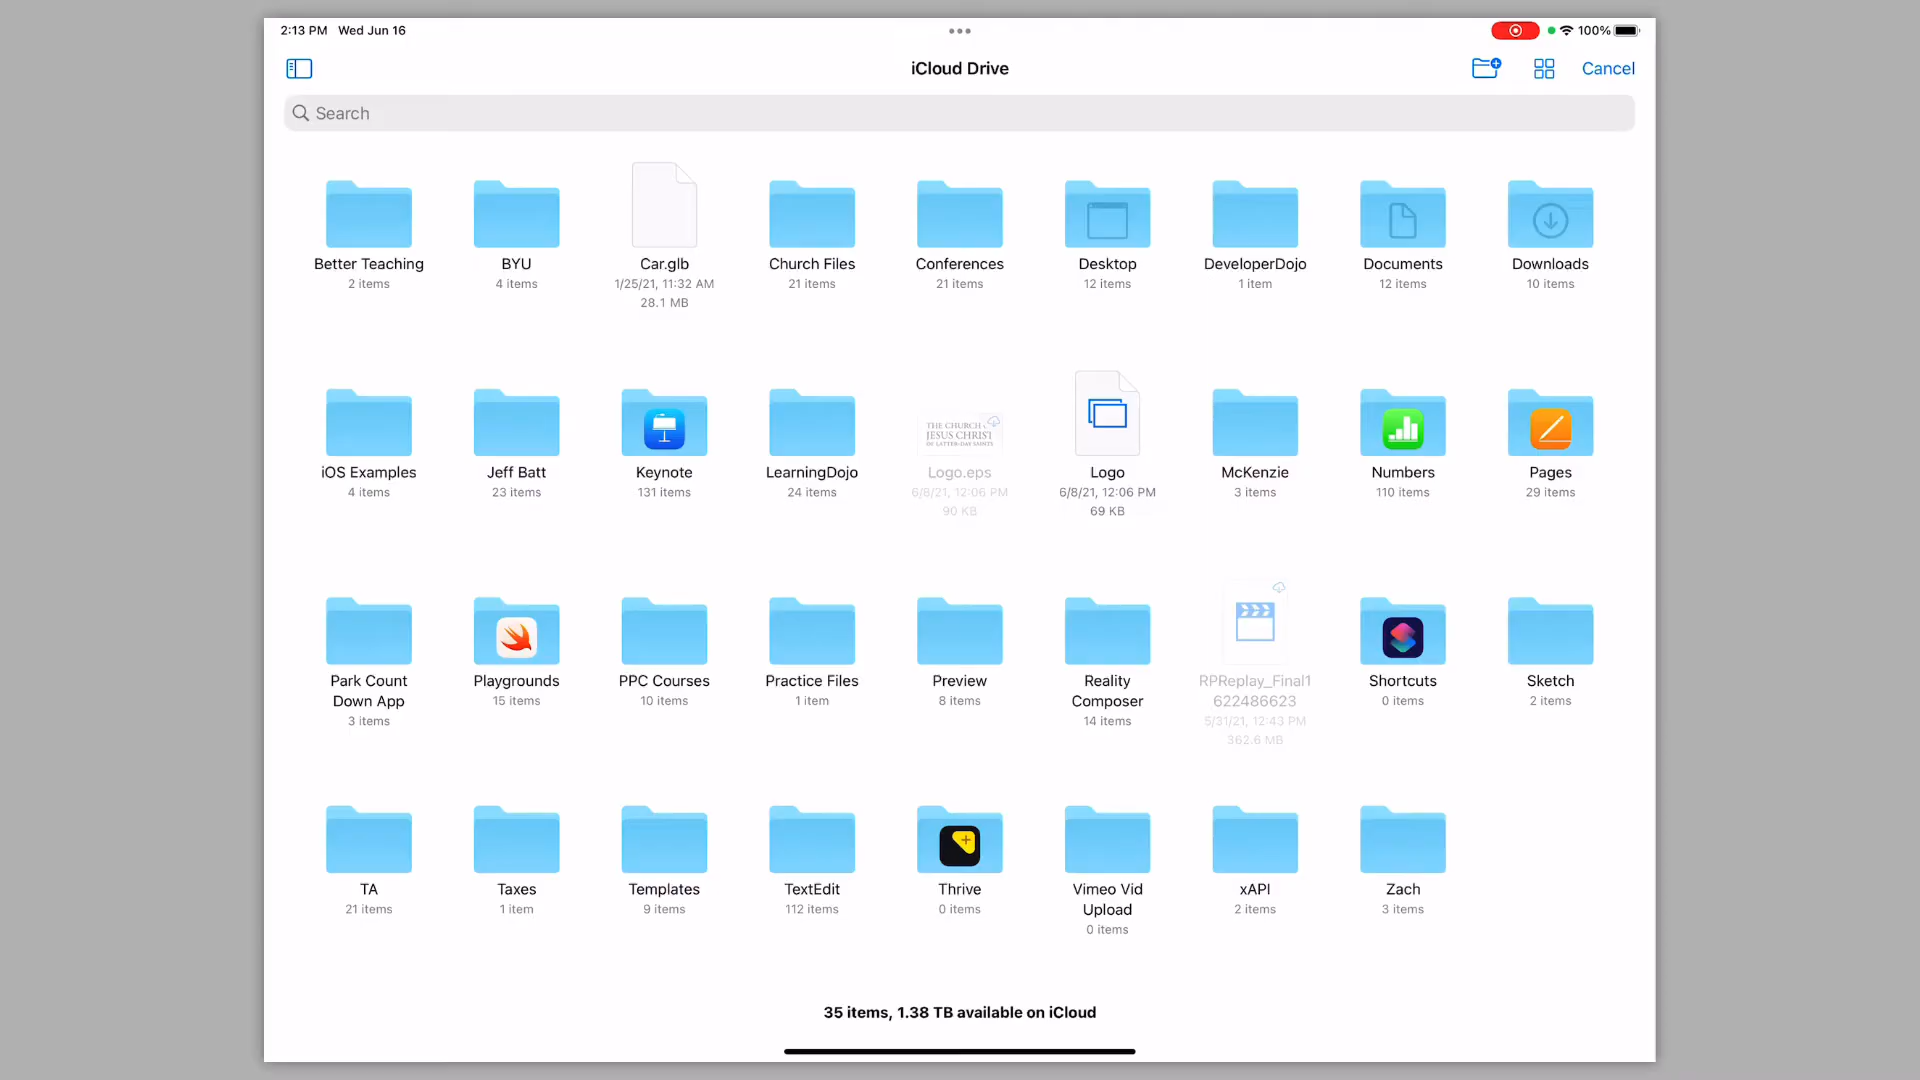 2:13 PM Wed Jun 16
100%
iCloud Drive
Cancel
Search
Better Teaching
2 items
BYU
4 items
Car.glb
1/25/21, 11:32 AM
28.1 MB
Church Files
21 items
Conferences
21 items
Desktop
12 items
DeveloperDojo
1 item
Documents
12 items
Downloads
10 items
iOS Examples
4 items
Jeff Batt
23 items
Keynote
131 items
LearningDojo
24 items
THE CHURCH
JESUS CHRIST
OF LATTER-DAY SAINTS
Logo.eps
6/8/21, 12:06 PM
90 KB
Logo
6/8/21, 12:06 PM
69 KB
McKenzie
3 items
Numbers
110 items
Pages
29 items
Park Count
Down App
3 items
Playgrounds
15 items
PPC Courses
10 items
Practice Files
1 item
Preview
8 items
Reality
Composer
14 items
RPReplay_Final1
622486623
5/31/21, 12:43 PM
362.6 MB
Shortcuts
0 items
Sketch
2 items
TA
21 items
Taxes
1 item
Templates
9 items
TextEdit
112 items
Thrive
0 items
Vimeo Vid
Upload
0 items
xAPI
2 items
Zach
3 items
35 items, 1.38 TB available on iCloud